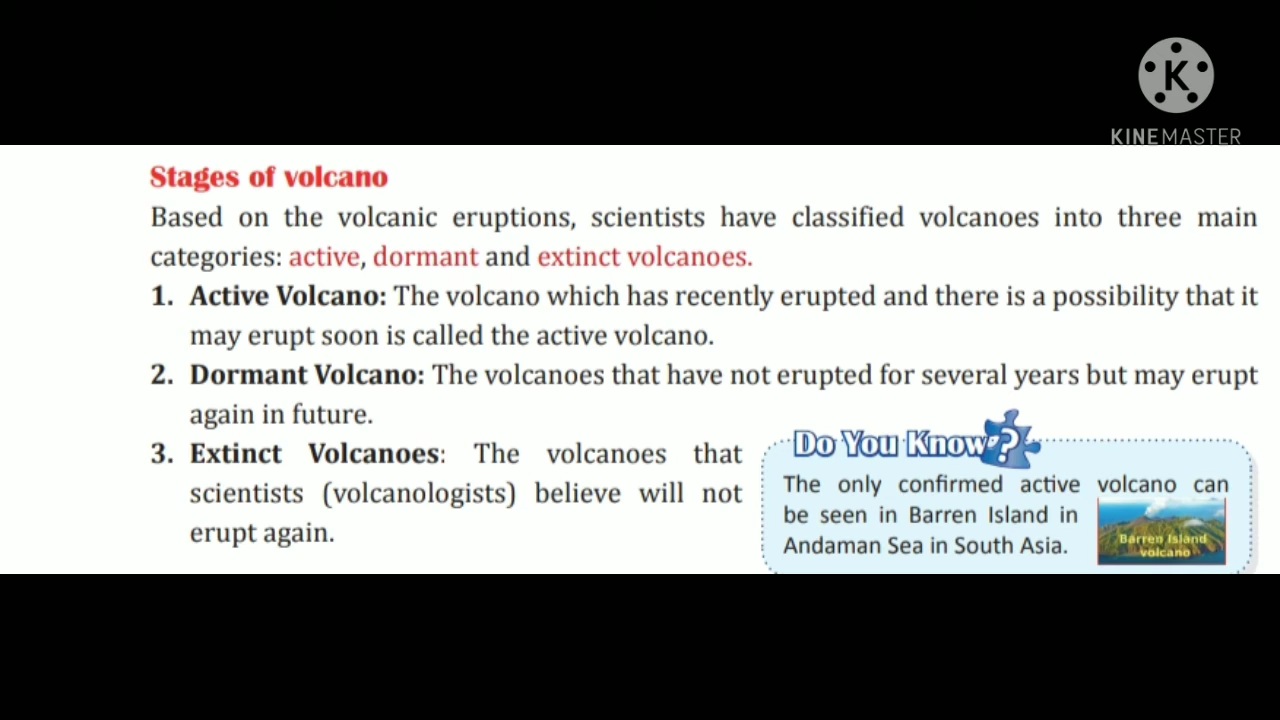 KINEMASTER
Stages of volcano
Based on the volcanic eruptions, scientists have classified volcanoes into three main
categories: active, dormant and extinct volcanoes.
1. Active Volcano: The volcano which has recently erupted and there is a possibility that it
may erupt soon is called the active volcano.
2. Dormant Volcano: The volcanoes that have not erupted for several years but may erupt
again in future.
3. Extinct Volcanoes: The volcanoes that
scientists (volcanologists) believe will not
erupt again.
Do You Know?
The only confirmed active volcano can
be seen in Barren Island in
Andaman Sea in South Asia.
Barren Island
volcano